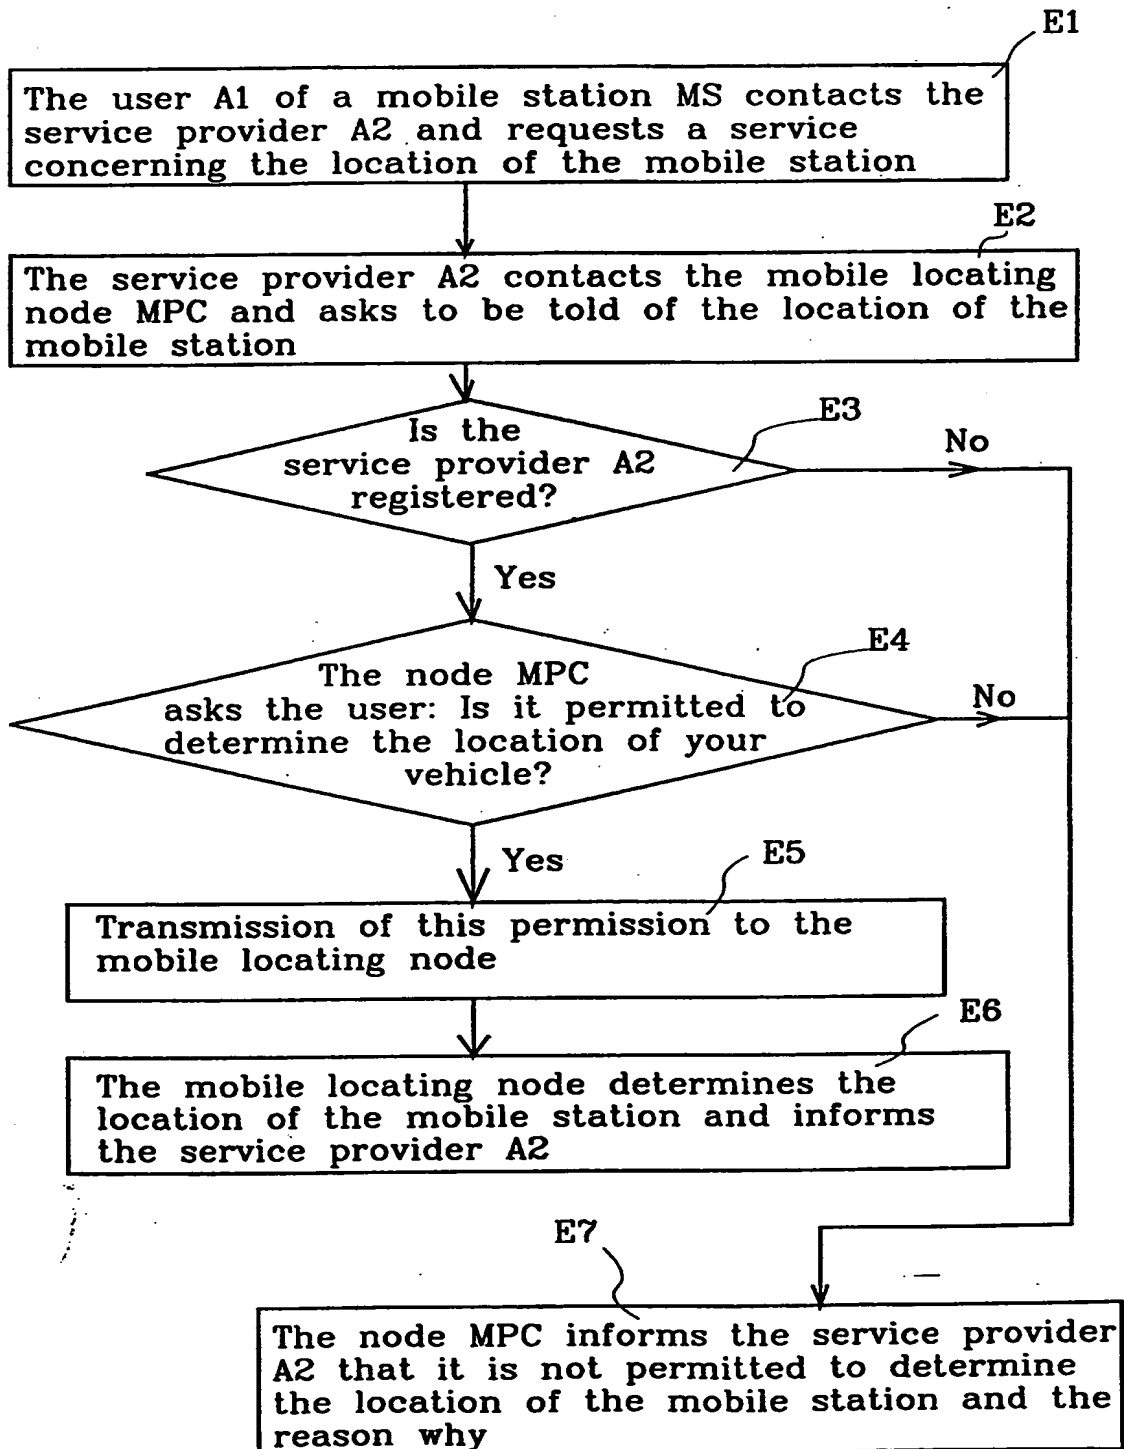 E1
The user A1 of a mobile station MS contacts the
service provider A2 and requests a service
concerning the location of the mobile station
E2
The service provider A2 contacts the mobile locating
node MPC and asks to be told of the location of the
mobile station
E3
Is the
service provider A2
registered?
No
Yes
E4
The node MPC
asks the user: Is it permitted to
determine the location of your
vehicle?
No
Yes
E5
Transmission of this permission to the
mobile locating node
E6
The mobile locating node determines the
location of the mobile station and informs
the service provider A2
E7
The node MPC informs the service provider
A2 that it is not permitted to determine
the location of the mobile station and the
reason why